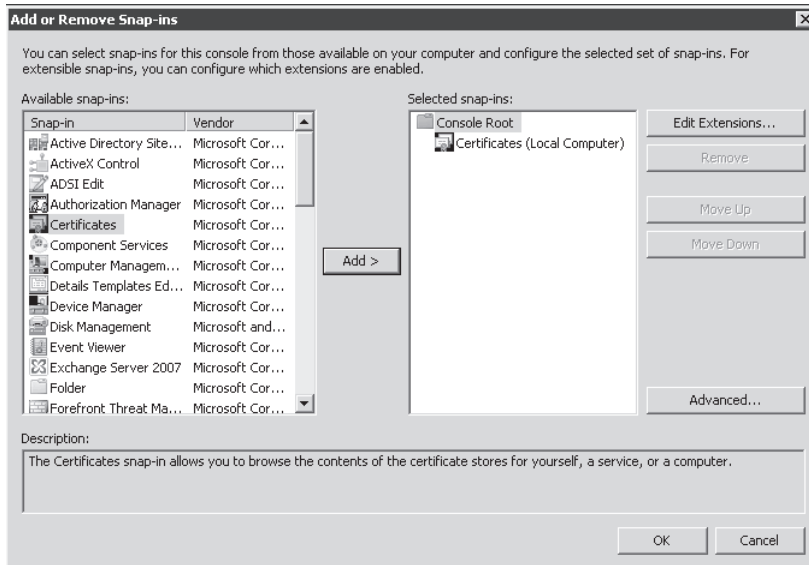 Add or Remove Snap-ins
You can select snap-ins for this console from those available on your computer and configure the selected set of snap-ins. For
extensible snap-ins, you can configure which extensions are enabled.
Available snap-ins:
Snap-in Vendor
Active Directory Site... Microsoft Cor...
ActiveX Control Microsoft Cor...
ADSI Edit Microsoft Cor...
Authorization Manager Microsoft Cor...
Certificates Microsoft Cor...
Component Services Microsoft Cor...
Computer Managem... Microsoft Cor...
Details Templates Ed... Microsoft Cor...
Device Manager Microsoft Cor...
Disk Management Microsoft and...
Event Viewer Microsoft Cor...
Exchange Server 2007 Microsoft Cor...
Folder Microsoft Cor...
Forefront Threat Ma... Microsoft Cor...
Add >
Selected snap-ins:
Console Root
Certificates (Local Computer)
Edit Extensions...
Remove
Move Up
Move Down
Advanced...
Description:
The Certificates snap-in allows you to browse the contents of the certificate stores for yourself, a service, or a computer.
OK
Cancel